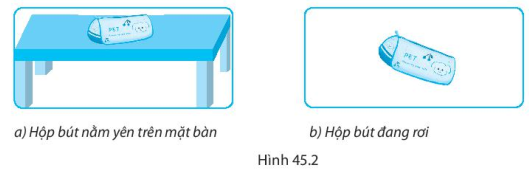 PET
PET
a) Hộp bút nằm yên trên mặt bàn
b) Hộp bút đang rơi
Hình 45.2